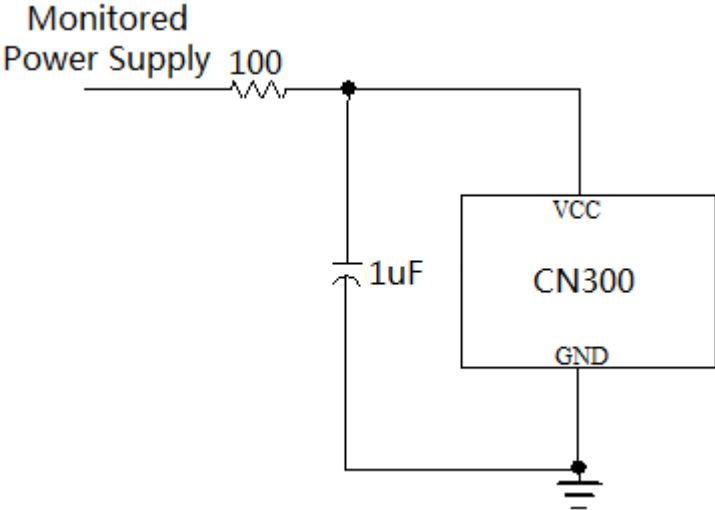 Monitored
Power Supply
100
VCC
1uF
CN300
GND